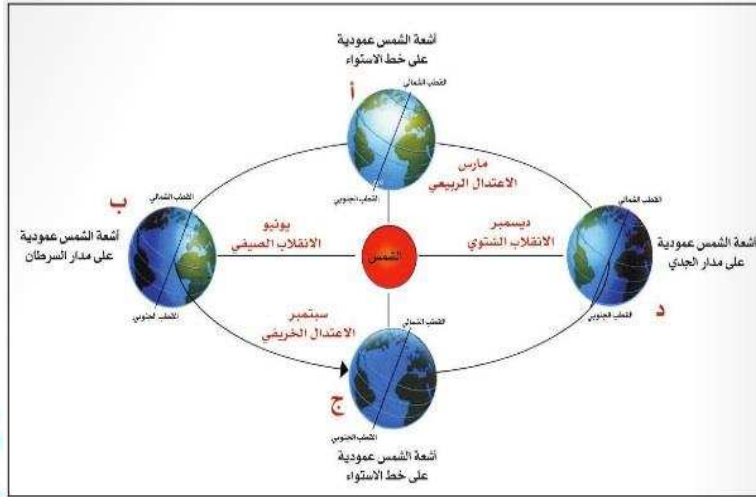 أشعة الشمس عمودية
على خط الاستواء
القطب الشمالي
أ
القطب الجنوبي
مارس
الاعتدال الربيعي
القطب الشمالي
ب
أشعة الشمس عمودية
على مدار السرطان
القطب الجنوبي
يونيو
الانقلاب الصيفي
الشمس
ديسمبر
الانقلاب الشتوي
القطب الشمالي
أشعة الشمس عمودية
على مدار الجدي
القطب الجنوبي
د
سبتمبر
الاعتدال الخريفي
القطب الشمالي
ج
القطب الجنوبي
أشعة الشمس عمودية
على خط الاستواء